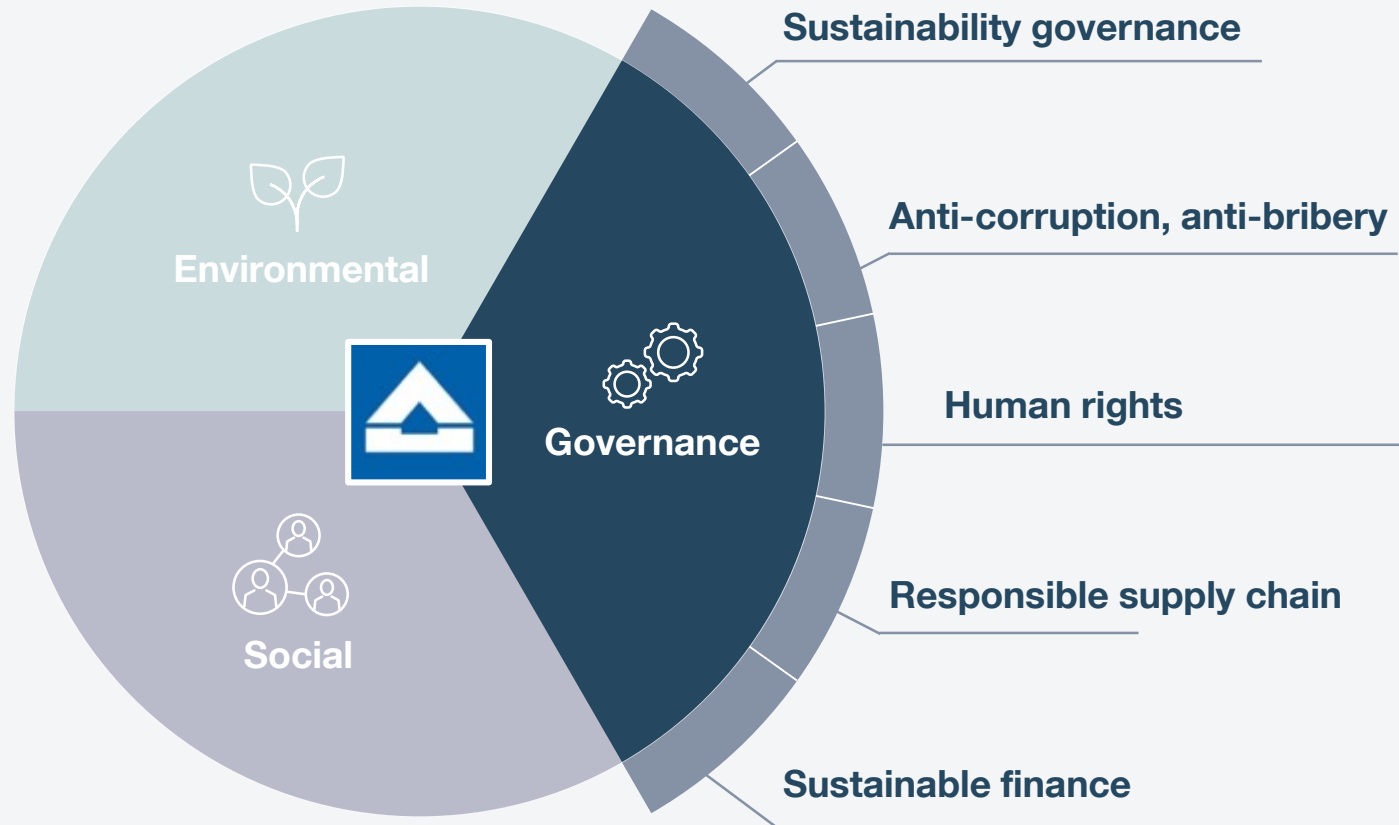 Sustainability governance
Anti-corruption, anti-bribery
Environmental
Human rights
Governance
Responsible supply chain
Social
Sustainable finance